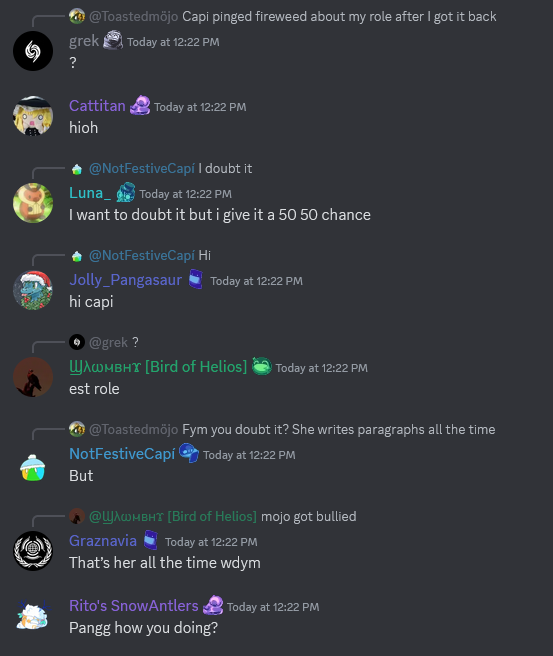 @Toastedmöjo Capi pinged fireweed about my role after I got it back
grek Today at 12:22 PM
?
Cattitan Today at 12:22 PM
hioh
@NotFestiveCapí I doubt it
Luna_ Today at 12:22 PM
I want to doubt it but i give it a 50 50 chance
@NotFestiveCapí Hi
Jolly_Pangasaur Today at 12:22 PM
hi capi
@grek ?
[Bird of Helios] Today at 12:22 PM
est role
@Toastedmöjo Fym you doubt it? She writes paragraphs all the time
NotFestiveCapí Today at 12:22 PM
But
[Bird of Helios] mojo got bullied
Graznavia Today at 12:22 PM
That’s her all the time wdym
Rito's SnowAntlers Today at 12:22 PM
Pangg how you doing?